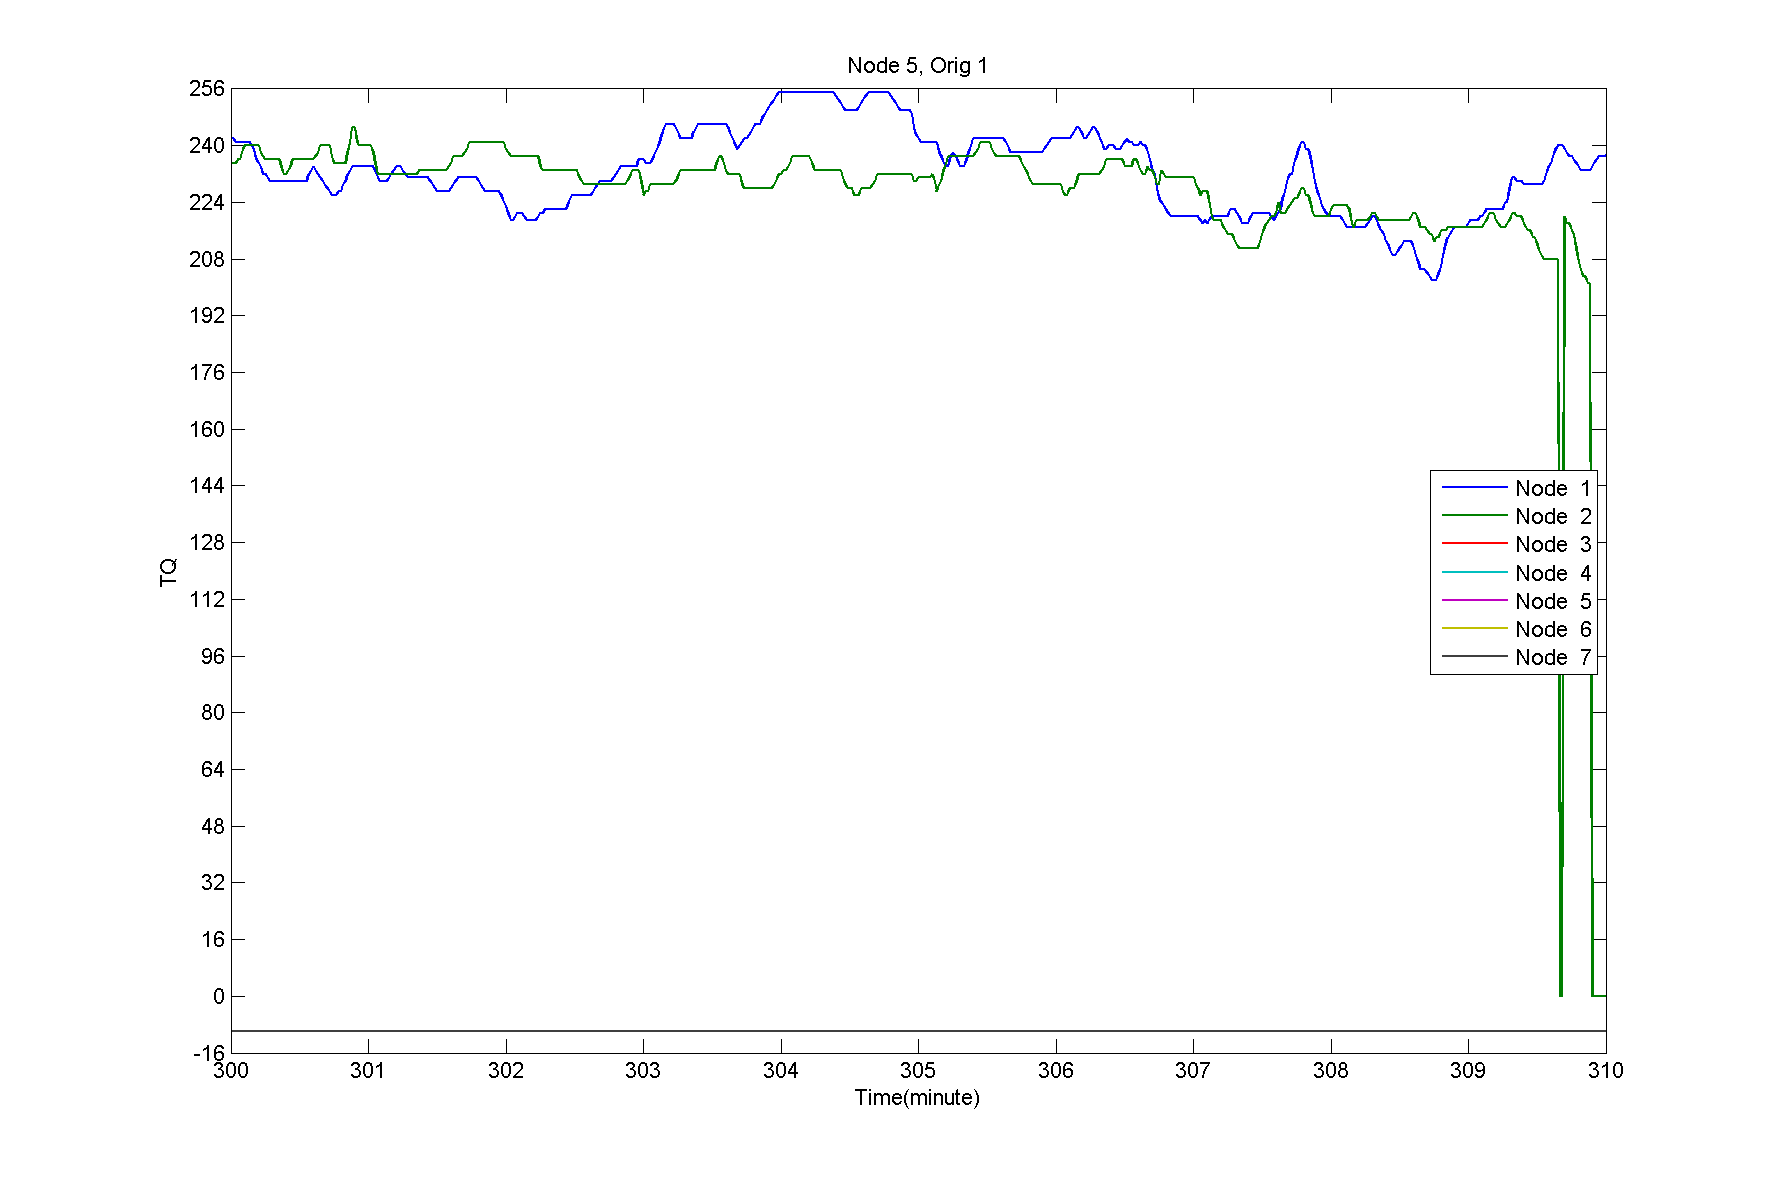 Node 5, Orig 1
256
240
224
208
192
176
160
144
128
112
96
80
64
48
32
16
0
-16
TQ
Node 1
Node 2
Node 3
Node 4
Node 5
Node 6
Node 7
300 301 302 303 304 305 306 307 308 309 310
Time(minute)